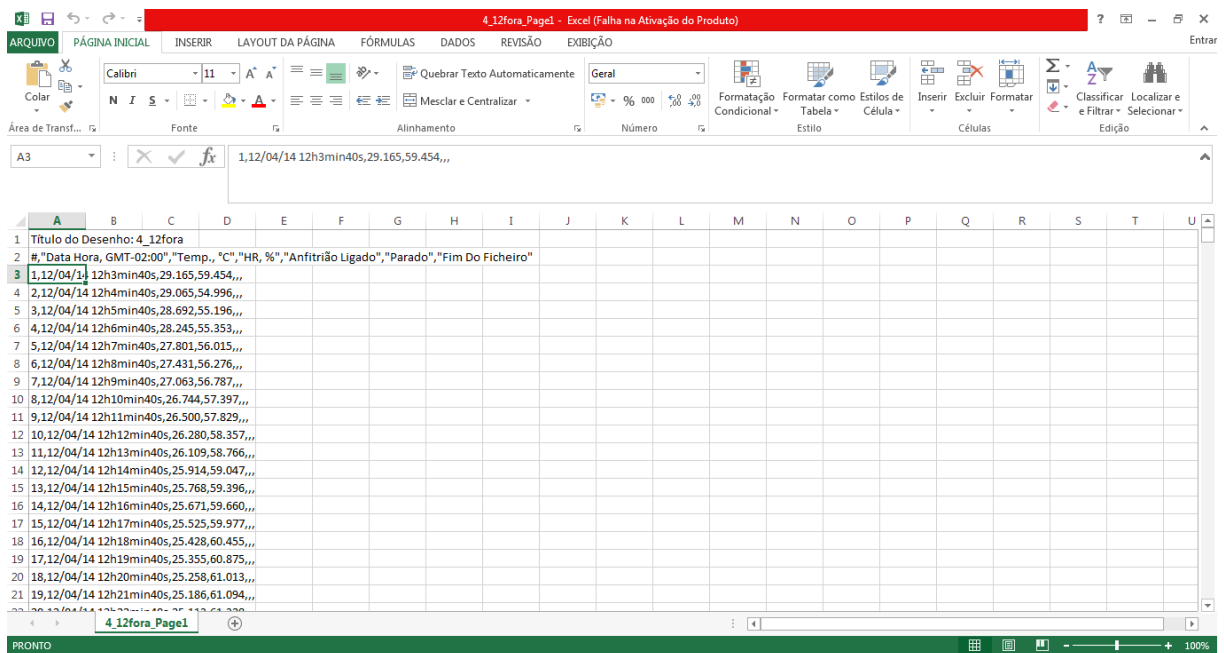 4_12fora_Page1 - Excel (Falha na Ativação do Produto)
ARQUIVO PÁGINA INICIAL INSERIR LAYOUT DA PÁGINA FÓRMULAS DADOS REVISÃO EXIBIÇÃO Entrar
Colar
Calibri 11
N I S
Quebrar Texto Automaticamente
Mesclar e Centralizar
Geral
% 000
Formatação Condicional
Formatar como Tabela
Estilos de Célula
Inserir Excluir Formatar
Classificar e Filtrar
Localizar e Selecionar
Área de Transf... Fonte Alinhamento Número Estilo Células Edição
A3 fx 1,12/04/14 12h3min40s,29.165,59.454,,,
A B C D E F G H I J K L M N O P Q R S T U
1 Título do Desenho: 4_12fora
2 #,"Data Hora, GMT-02:00","Temp., °C","HR, %","Anfitrião Ligado","Parado","Fim Do Ficheiro"
3 1,12/04/14 12h3min40s,29.165,59.454,,,
4 2,12/04/14 12h4min40s,29.065,54.996,,,
5 3,12/04/14 12h5min40s,28.692,55.196,,,
6 4,12/04/14 12h6min40s,28.245,55.353,,,
7 5,12/04/14 12h7min40s,27.801,56.015,,,
8 6,12/04/14 12h8min40s,27.431,56.276,,,
9 7,12/04/14 12h9min40s,27.063,56.787,,,
10 8,12/04/14 12h10min40s,26.744,57.397,,,
11 9,12/04/14 12h11min40s,26.500,57.829,,,
12 10,12/04/14 12h12min40s,26.280,58.357,,,
13 11,12/04/14 12h13min40s,26.109,58.766,,,
14 12,12/04/14 12h14min40s,25.914,59.047,,,
15 13,12/04/14 12h15min40s,25.768,59.396,,,
16 14,12/04/14 12h16min40s,25.671,59.660,,,
17 15,12/04/14 12h17min40s,25.525,59.977,,,
18 16,12/04/14 12h18min40s,25.428,60.455,,,
19 17,12/04/14 12h19min40s,25.355,60.875,,,
20 18,12/04/14 12h20min40s,25.258,61.013,,,
21 19,12/04/14 12h21min40s,25.186,61.094,,,
4_12fora_Page1
PRONTO 100%